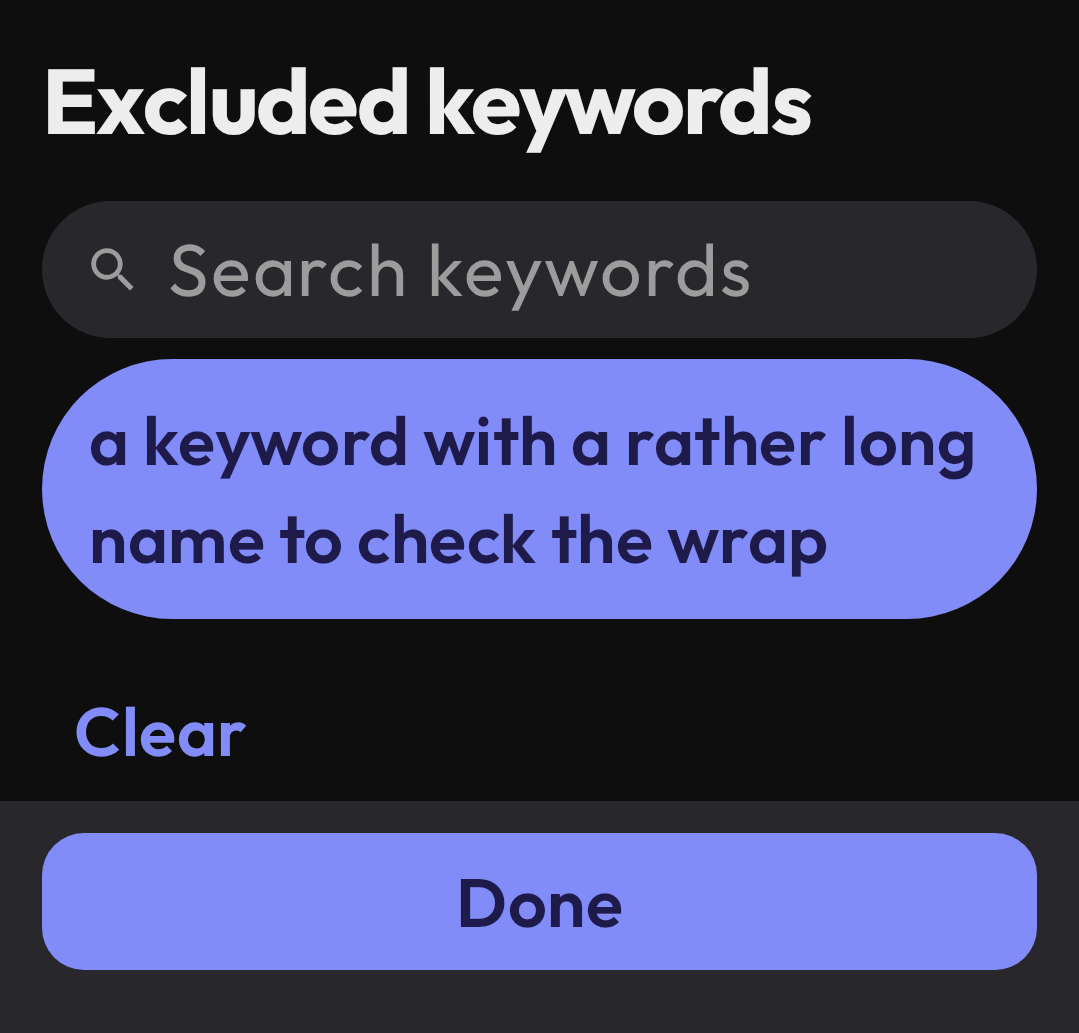 Excluded keywords
Search keywords
a keyword with a rather long
name to check the wrap
Clear
Done